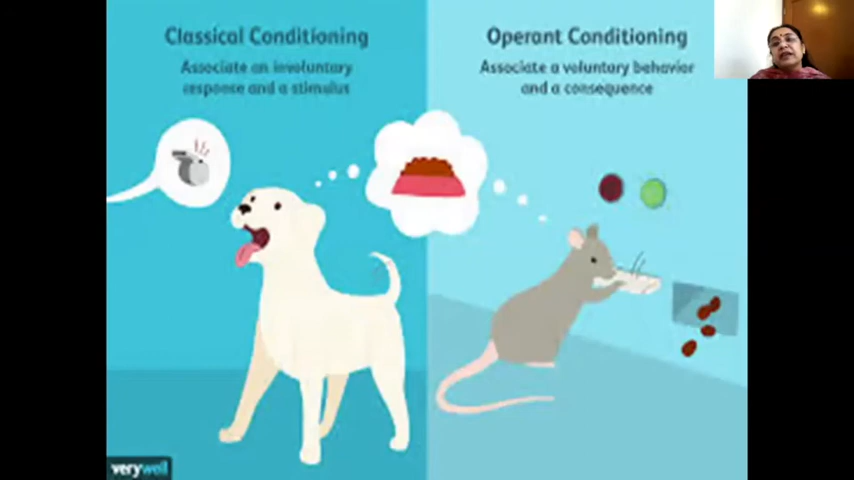 Classical Conditioning
Associate an involuntary
response and a stimulus
Operant Conditioning
Associate a voluntary behavior
and a consequence
verywell